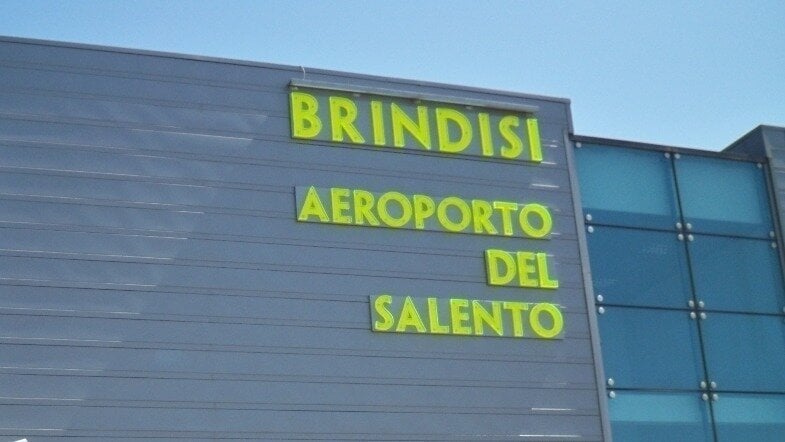 BRINDISI
AEROPORTO
DEL
SALENTO